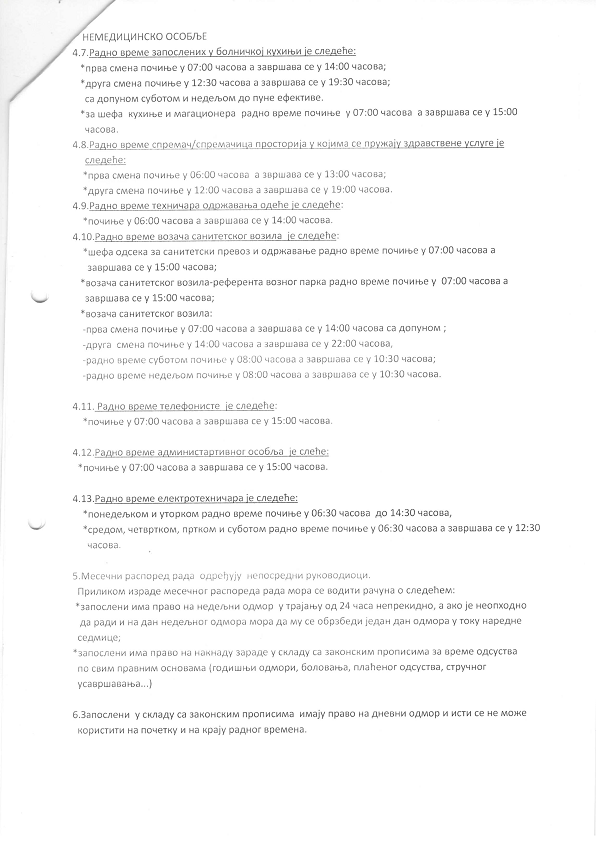 НЕМЕДИЦИНСКО ОСОБЉЕ
4.7.Радно време запослених у болничкој кухињи је следеће:
*прва смена почиње у 07:00 часова а завршава се у 14:00 часова;
*друга смена почиње у 12:30 часова а завршава се у 19:30 часова;
са допуном суботом и недељом до пуне ефективе.
*за шефа кухиње и магационера радно време почиње у 07:00 часова а завршава се у 15:00
часова.
4.8.Радно време спремач/спремачица просторија у којима се пружају здравствене услуге је
следеће:
*прва смена почиње у 06:00 часова а звршава се у 13:00 часова;
*друга смена почиње у 12:00 часова а завршава се у 19:00 часова.
4.9.Радно време техничара одржавања одеће је следеће:
*почиње у 06:00 часова а завршава се у 14:00 часова.
4.10.Радно време возача санитетског возила је следеће:
*шефа одсека за санитетски превоз и одржавање радно време почиње у 07:00 часова а
завршава се у 15:00 часова;
*возача санитетског возила-референта возног парка радно време почиње у 07:00 часова а
завршава се у 15:00 часова;
*возача санитетског возила:
-прва смена почиње у 07:00 часова а завршава се у 14:00 часова са допуном ;
-друга смена почиње у 14:00 часова а завршава се у 22:00 часова,
-радно време суботом почиње у 08:00 часова а завршава се у 10:30 часова;
-радно време недељом почиње у 08:00 часова а завршава се у 10:30 часова.
4.11. Радно време телефонисте је следеће:
*почиње у 07:00 часова а завршава се у 15:00 часова.
4.12.Радно време администартивног особља је слеће:
*почиње у 07:00 часова а завршава се у 15:00 часова.
4.13.Радно време електротехничара је следеће:
*понедељком и уторком радно време почиње у 06:30 часова до 14:30 часова,
*средом, четвртком, пртком и суботом радно време почиње у 06:30 часова а завршава се у 12:30
часова.
5.Месечни распоред рада одређују непосредни руководиоци.
Приликом израде месечног распореда рада мора се водити рачуна о следећем:
*запослени има право на недељни одмор у трајању од 24 часа непрекидно, а ако је неопходно
да ради и на дан недељног одмора мора да му се обрзбеди један дан одмора у току наредне
седмице;
*запослени има право на накнаду зараде у складу са законским прописима за време одсуства
по свим правним основама (годишњи одмори, боловања, плаћеног одсуства, стручног
усавршавања...)
6.Запослени у складу са законским прописима имају право на дневни одмор и исти се не може
користити на почетку и на крају радног времена.